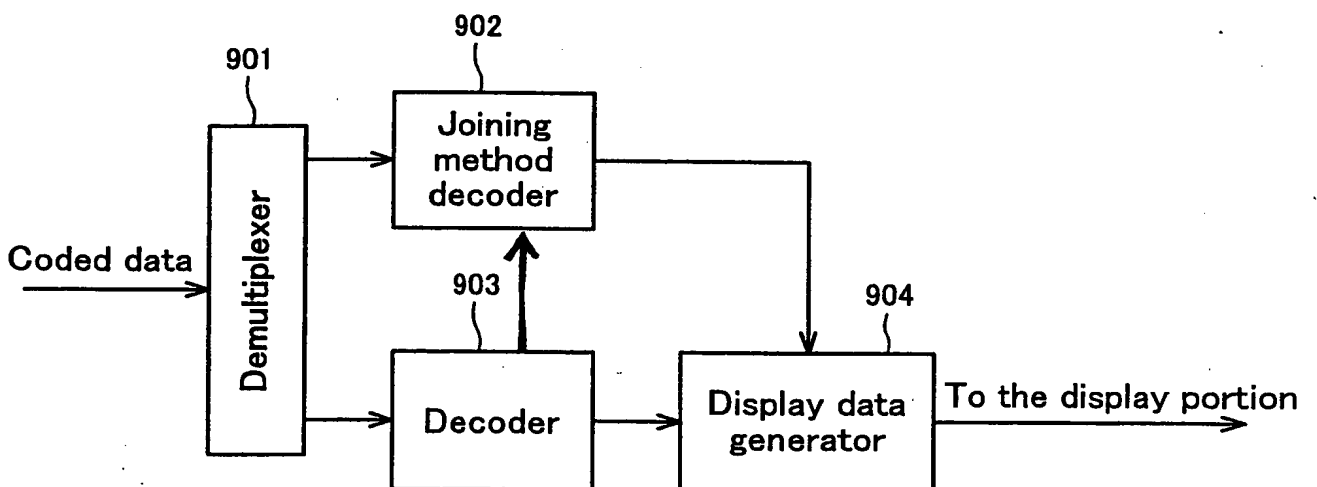 902
901
Joining
method
decoder
Demultiplexer
Coded data
903
904
Decoder
Display data
generator
To the display portion